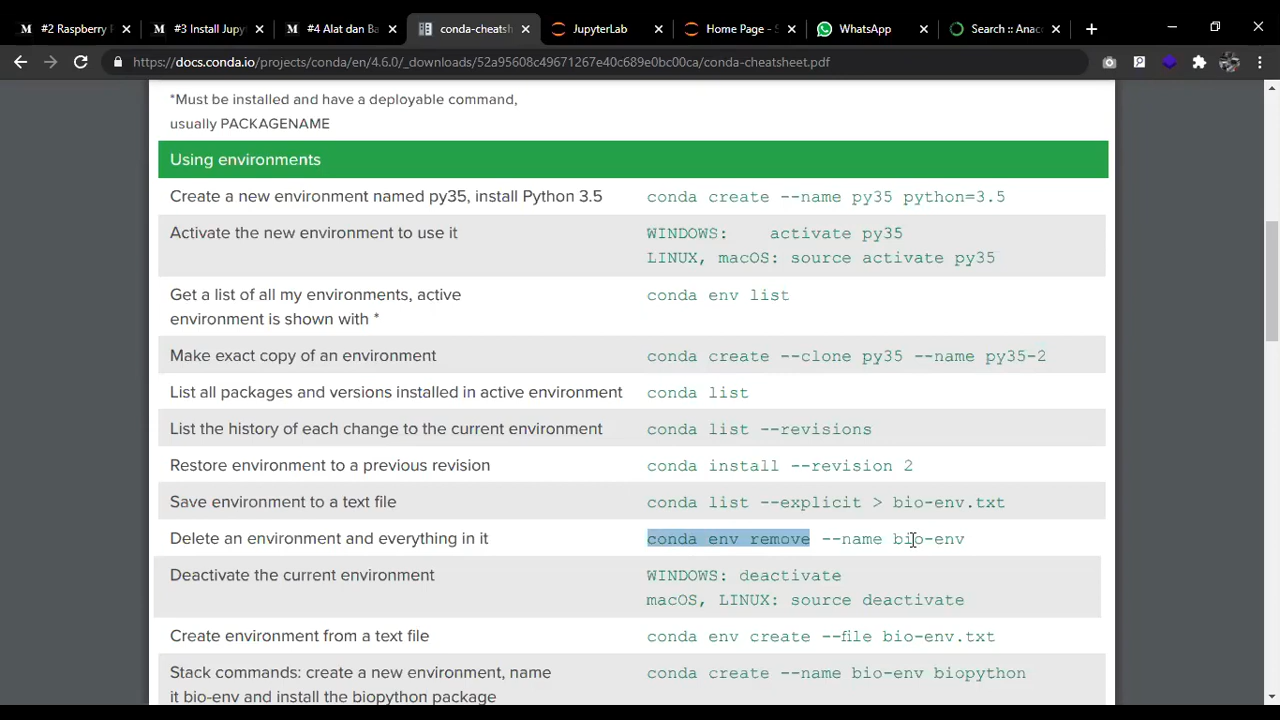 #2 Raspberry
#3 Install Jupy
#4 Alat dan Ba
conda-cheatsh
JupyterLab
Home Page - S
WhatsApp
Search :: Anac
https://docs.conda.io/projects/conda/en/4.6.0/_downloads/52a95608c49671267e40c689e0bc00ca/conda-cheatsheet.pdf
*Must be installed and have a deployable command,
usually PACKAGENAME
Using environments
Create a new environment named py35, install Python 3.5 conda create --name py35 python=3.5
Activate the new environment to use it WINDOWS: activate py35
LINUX, macOS: source activate py35
Get a list of all my environments, active conda env list
environment is shown with *
Make exact copy of an environment conda create --clone py35 --name py35-2
List all packages and versions installed in active environment conda list
List the history of each change to the current environment conda list --revisions
Restore environment to a previous revision conda install --revision 2
Save environment to a text file conda list --explicit > bio-env.txt
Delete an environment and everything in it conda env remove --name bio-env
Deactivate the current environment WINDOWS: deactivate
macOS, LINUX: source deactivate
Create environment from a text file conda env create --file bio-env.txt
Stack commands: create a new environment, name conda create --name bio-env biopython
it bio-env and install the biopython package